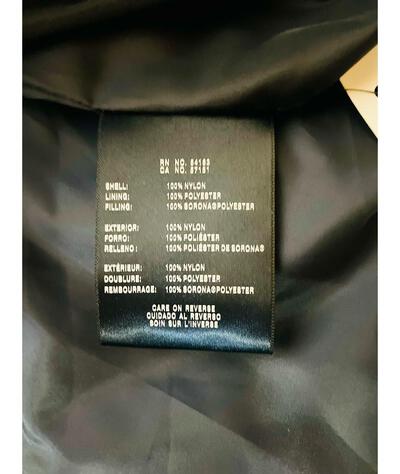 RN NO. 54163
CA NO. 57151
SHELL: 100% NYLON
LINING: 100% POLYESTER
FILLING: 100% SORONA®POLYESTER
EXTERIOR: 100% NYLON
FORRO: 100% POLIÉSTER
RELLENO: 100% POLIÉSTER DE SORONA®
EXTÉRIEUR: 100% NYLON
DOUBLURE: 100% POLYESTER
REMBOURRAGE: 100% SORONA®POLYESTER
CARE ON REVERSE
CUIDADO AL REVERSO
SOIN SUR L'INVERSE